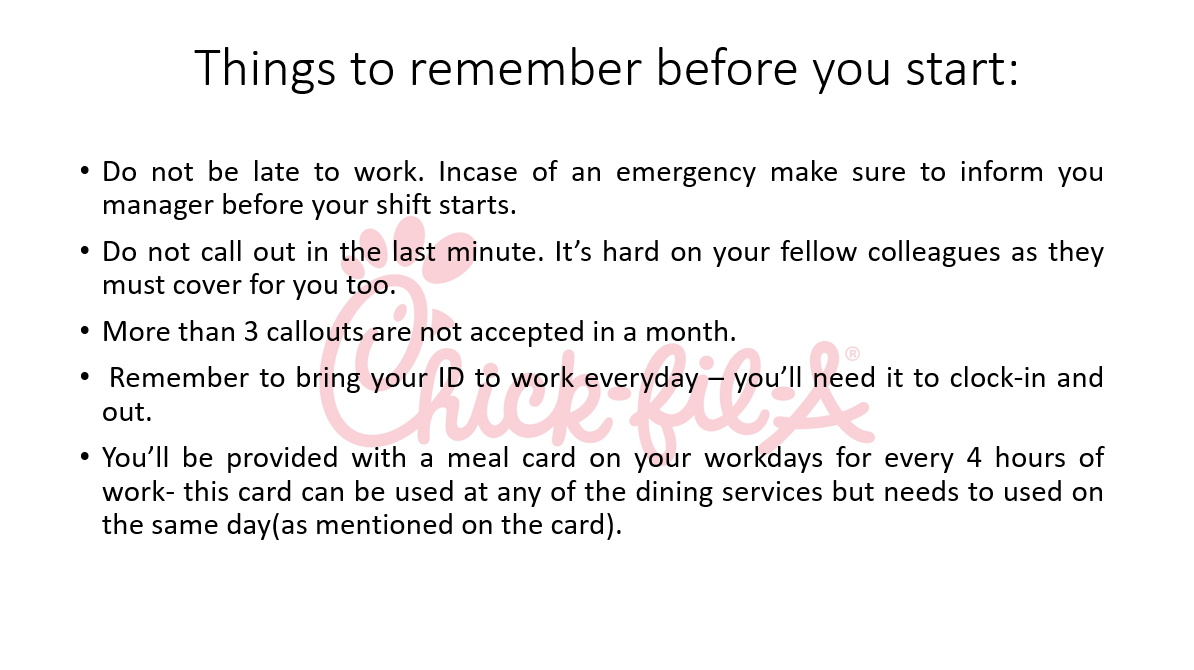 Things to remember before you start:
• Do not be late to work. Incase of an emergency make sure to inform you
manager before your shift starts.
• Do not call out in the last minute. It’s hard on your fellow colleagues as they
must cover for you too.
• More than 3 callouts are not accepted in a month.
• Remember to bring your ID to work everyday – you’ll need it to clock-in and
out.
• You’ll be provided with a meal card on your workdays for every 4 hours of
work- this card can be used at any of the dining services but needs to used on
the same day(as mentioned on the card).
Chick-fil-A®